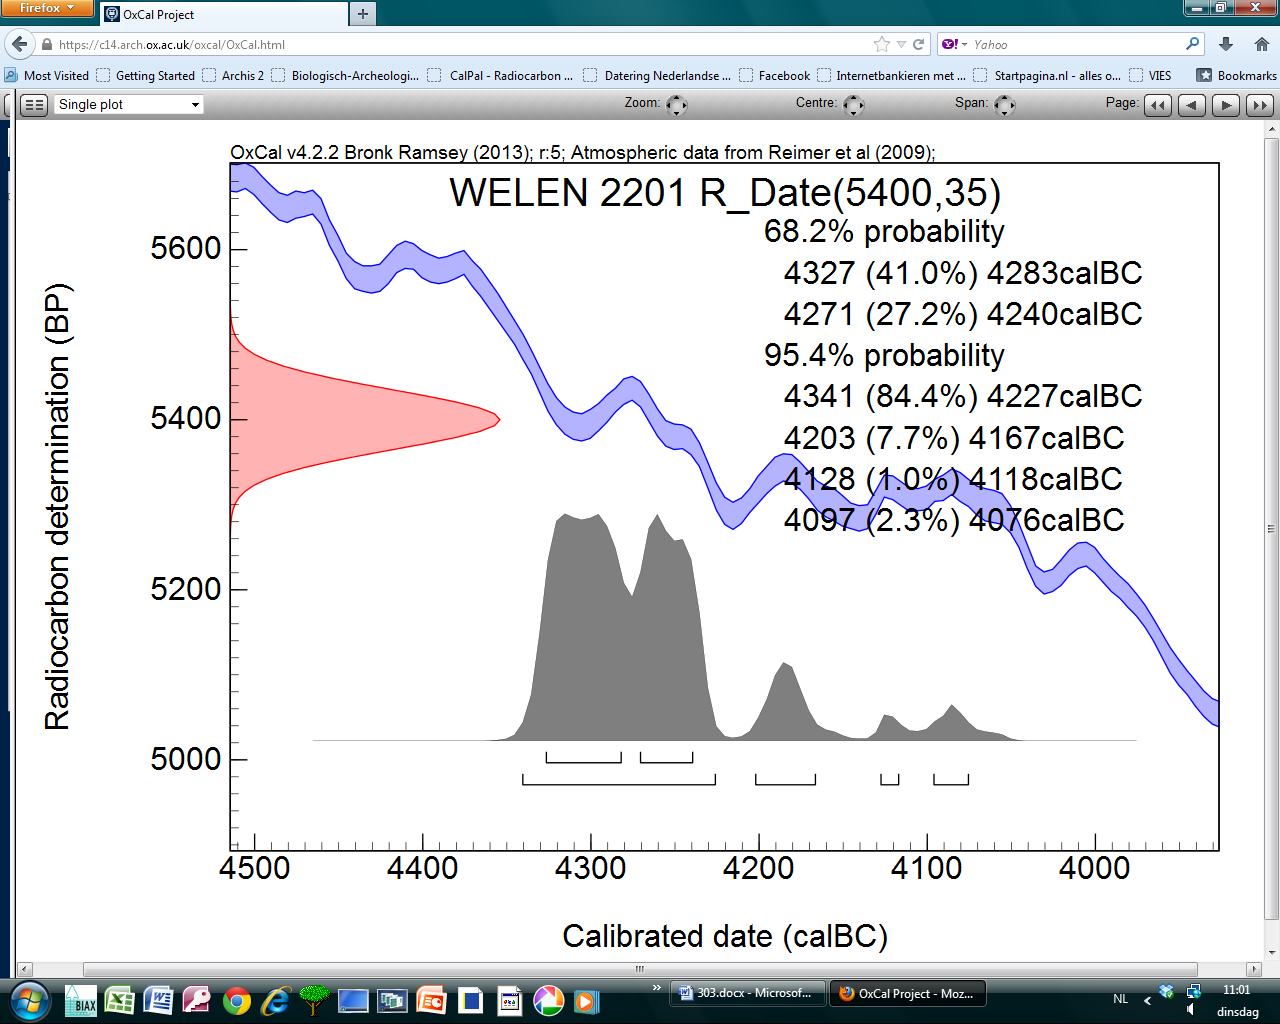 Firefox
OxCal Project
https://c14.arch.ox.ac.uk/oxcal/OxCal.html
Yahoo
Most Visited
Getting Started
Archis 2
Biologisch-Archeologi...
CalPal - Radiocarbon ...
Datering Nederlandse ...
Facebook
Internetbankieren met ...
Startpagina.nl - alles o...
VIES
Bookmarks
Single plot
Zoom:
Centre:
Span:
Page:
OxCal v4.2.2 Bronk Ramsey (2013); r:5; Atmospheric data from Reimer et al (2009);
WELEN 2201 R_Date(5400,35)
68.2% probability
4327 (41.0%) 4283calBC
4271 (27.2%) 4240calBC
95.4% probability
4341 (84.4%) 4227calBC
4203 (7.7%) 4167calBC
4128 (1.0%) 4118calBC
4097 (2.3%) 4076calBC
Radiocarbon determination (BP)
5600
5400
5200
5000
4500
4400
4300
4200
4100
4000
Calibrated date (calBC)
BIAX
303.docx - Microsof...
OxCal Project - Moz...
NL
11:01
dinsdag